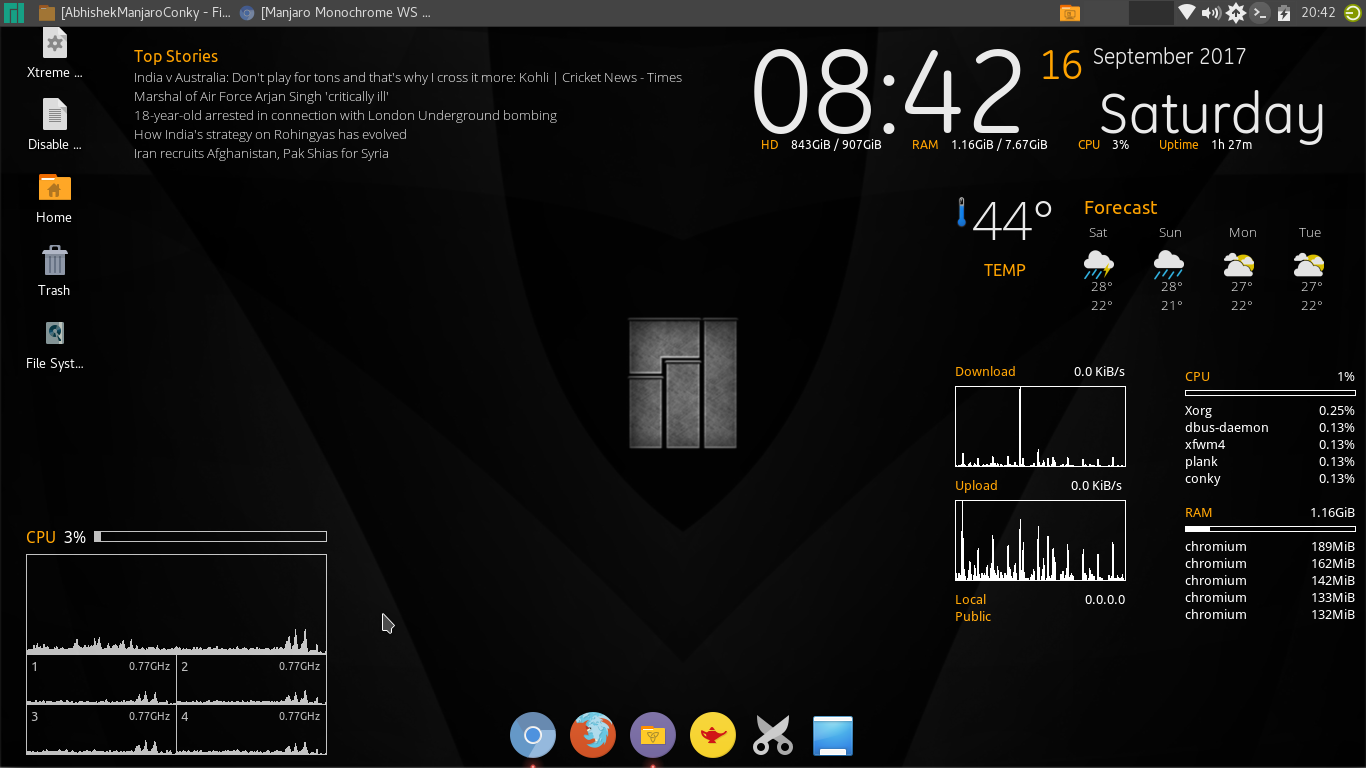 [AbhishekManjaroConky - Fi... [Manjaro Monochrome WS ... 20:42
Xtreme ...
Disable ...
Home
Trash
File Syst...
Top Stories
India v Australia: Don't play for tons and that's why I cross it more: Kohli | Cricket News - Times
Marshal of Air Force Arjan Singh 'critically ill'
18-year-old arrested in connection with London Underground bombing
How India's strategy on Rohingyas has evolved
Iran recruits Afghanistan, Pak Shias for Syria
08:42 16 September 2017
Saturday
HD 843GiB / 907GiB RAM 1.16GiB / 7.67GiB CPU 3% Uptime 1h 27m
44°
TEMP
Forecast
Sat Sun Mon Tue
28° 28° 27° 27°
22° 21° 22° 22°
Download 0.0 KiB/s
Upload 0.0 KiB/s
Local 0.0.0.0
Public
CPU 1%
Xorg 0.25%
dbus-daemon 0.13%
xfwm4 0.13%
plank 0.13%
conky 0.13%
RAM 1.16GiB
chromium 189MiB
chromium 162MiB
chromium 142MiB
chromium 133MiB
chromium 132MiB
CPU 3%
1 0.77GHz 2 0.77GHz
3 0.77GHz 4 0.77GHz